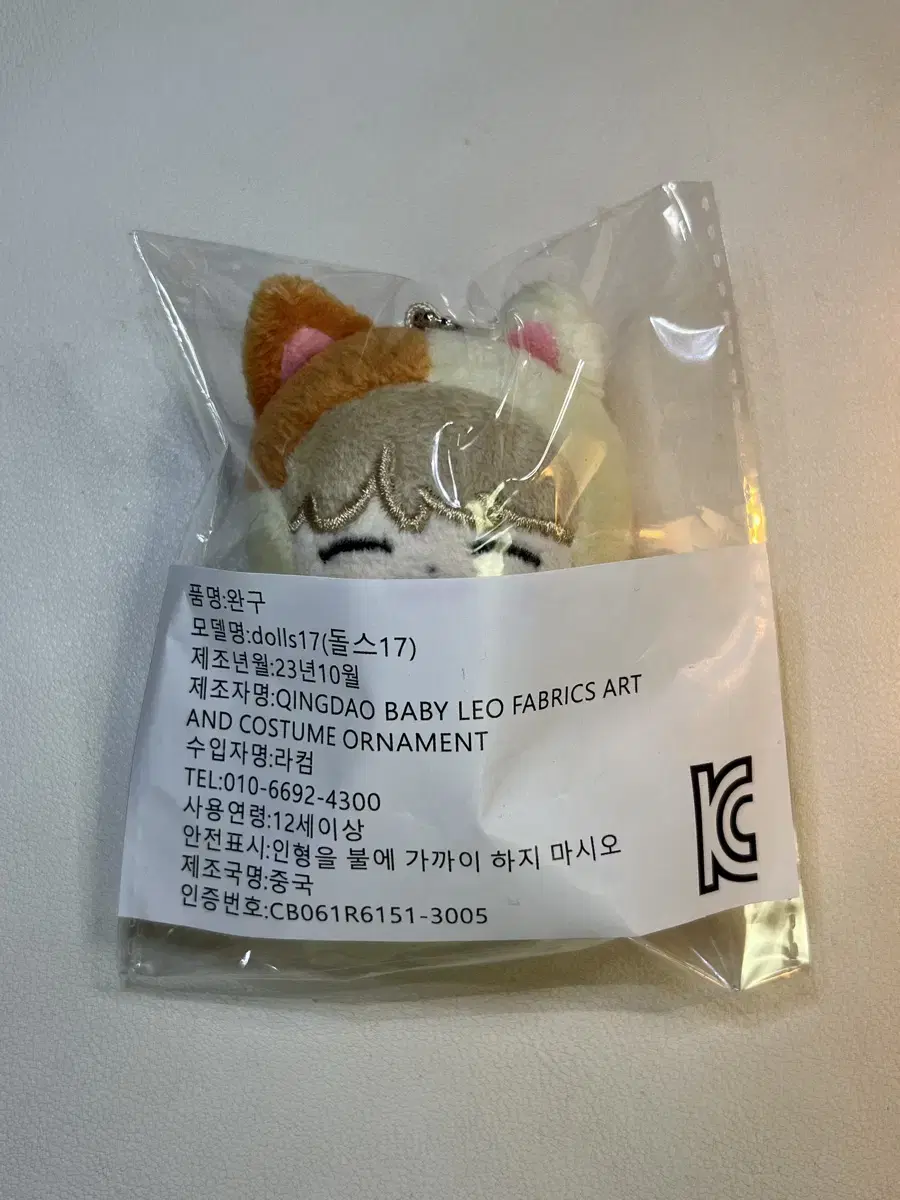 품명:완구
모델명:dolls17(돌스17)
제조년월:23년10월
제조자명:QINGDAO BABY LEO FABRICS ART
AND COSTUME ORNAMENT
수입자명:라컴
TEL:010-6692-4300
사용연령:12세이상
안전표시:인형을 불에 가까이 하지 마시오
제조국명:중국
인증번호:CB061R6151-3005
KC